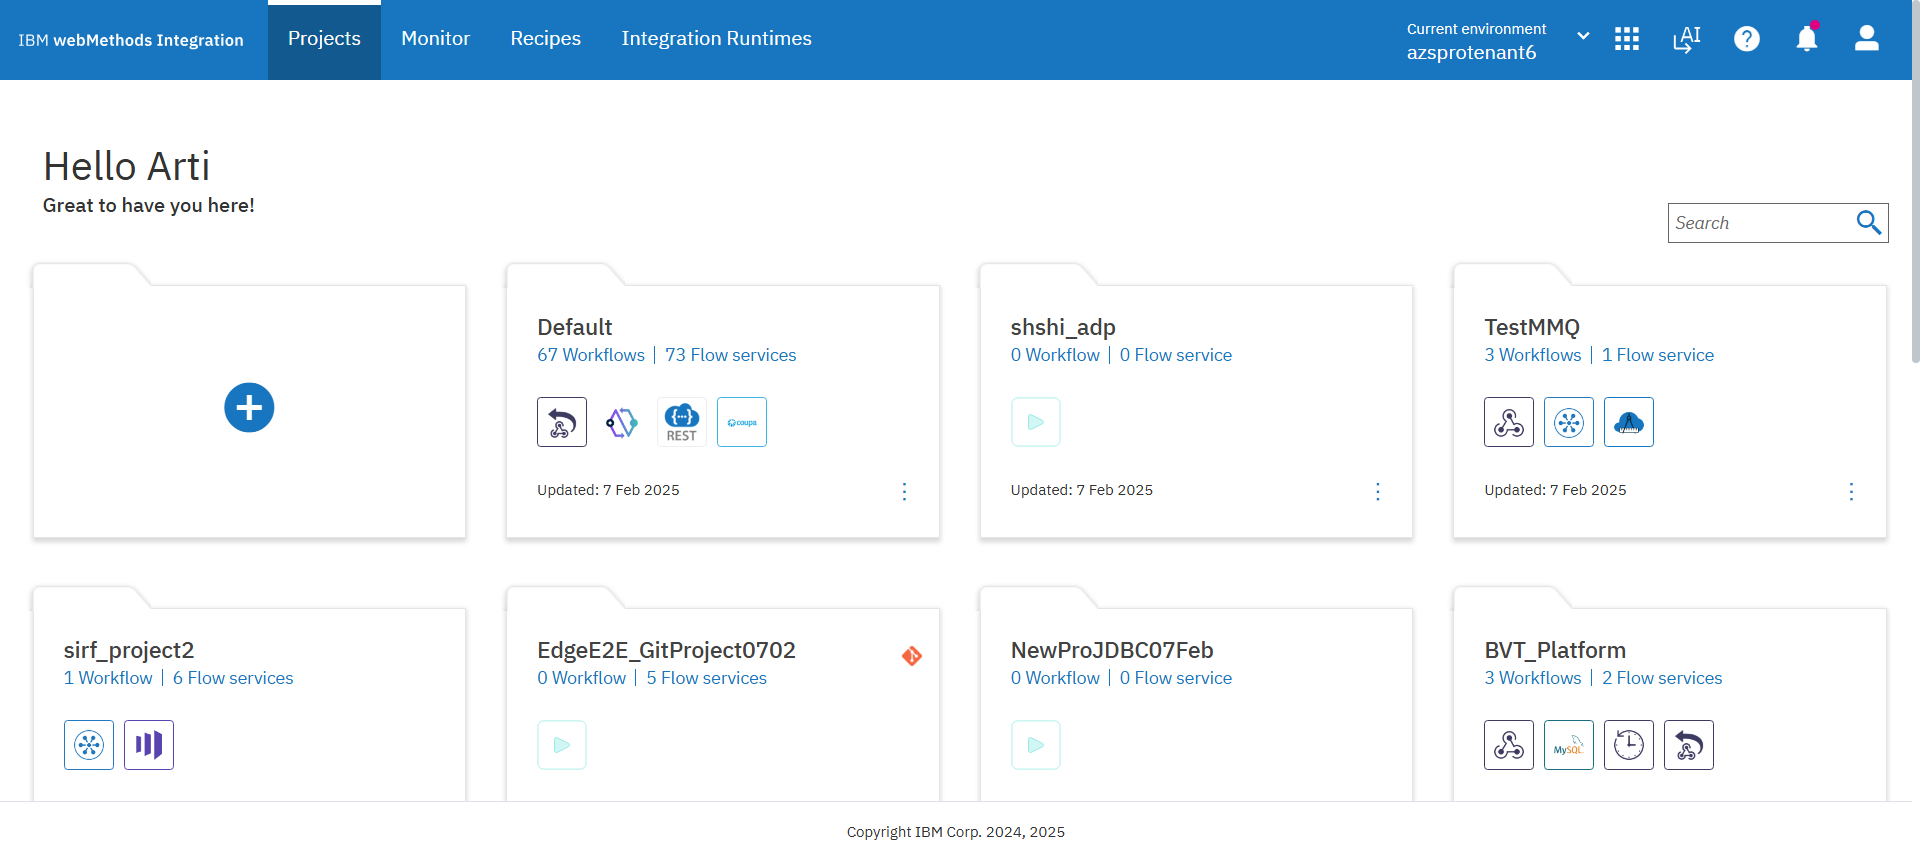 IBM webMethods Integration
Projects
Monitor
Recipes
Integration Runtimes
Current environment
azsprotenant6
AI
?
Hello Arti
Great to have you here!
Search
Default
67 Workflows | 73 Flow services
REST
coupa
Updated: 7 Feb 2025
shshi_adp
0 Workflow | 0 Flow service
Updated: 7 Feb 2025
TestMMQ
3 Workflows | 1 Flow service
Updated: 7 Feb 2025
sirf_project2
1 Workflow | 6 Flow services
EdgeE2E_GitProject0702
0 Workflow | 5 Flow services
NewProJDBC07Feb
0 Workflow | 0 Flow service
BVT_Platform
3 Workflows | 2 Flow services
MySQL
Copyright IBM Corp. 2024, 2025